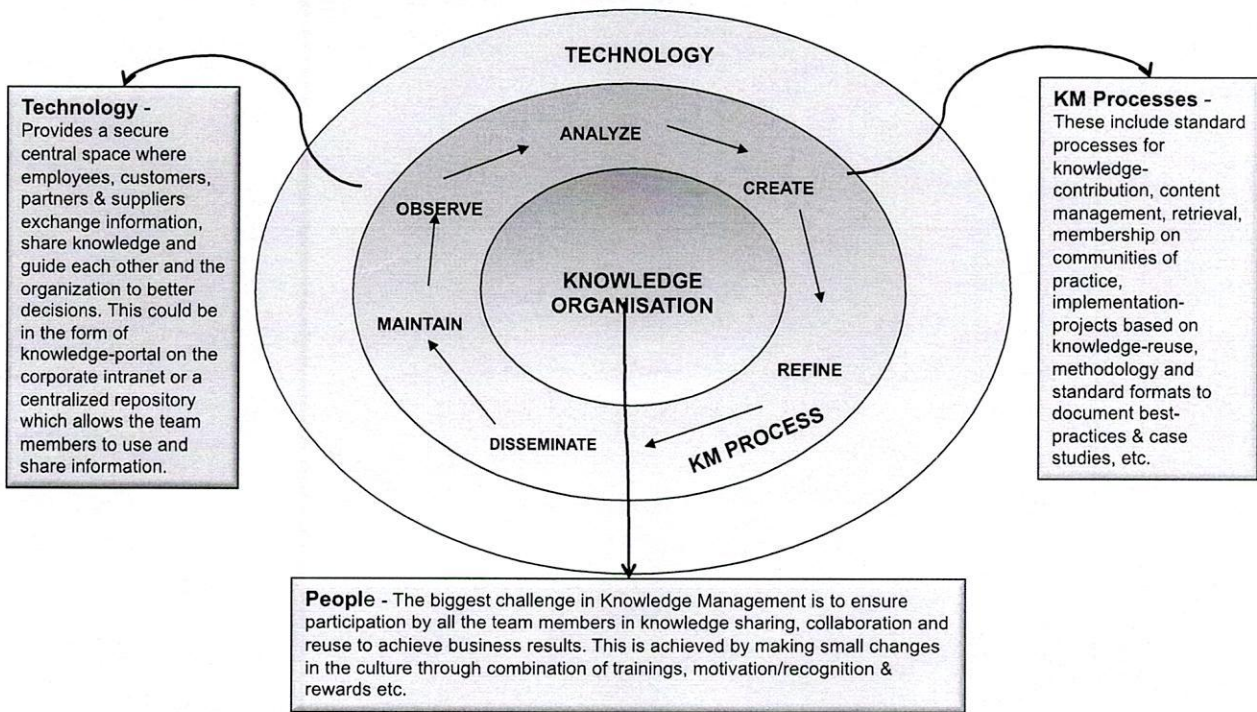 TECHNOLOGY
ANALYZE
CREATE
OBSERVE
KNOWLEDGE
ORGANISATION
MAINTAIN
REFINE
DISSEMINATE
KM PROCESS
Technology -
Provides a secure
central space where
employees, customers,
partners & suppliers
exchange information,
share knowledge and
guide each other and the
organization to better
decisions. This could be
in the form of
knowledge-portal on the
corporate intranet or a
centralized repository
which allows the team
members to use and
share information.
KM Processes -
These include standard
processes for
knowledge-
contribution, content
management, retrieval,
membership on
communities of
practice,
implementation-
projects based on
knowledge-reuse,
methodology and
standard formats to
document best-
practices & case
studies, etc.
People - The biggest challenge in Knowledge Management is to ensure
participation by all the team members in knowledge sharing, collaboration and
reuse to achieve business results. This is achieved by making small changes
in the culture through combination of trainings, motivation/recognition &
rewards etc.